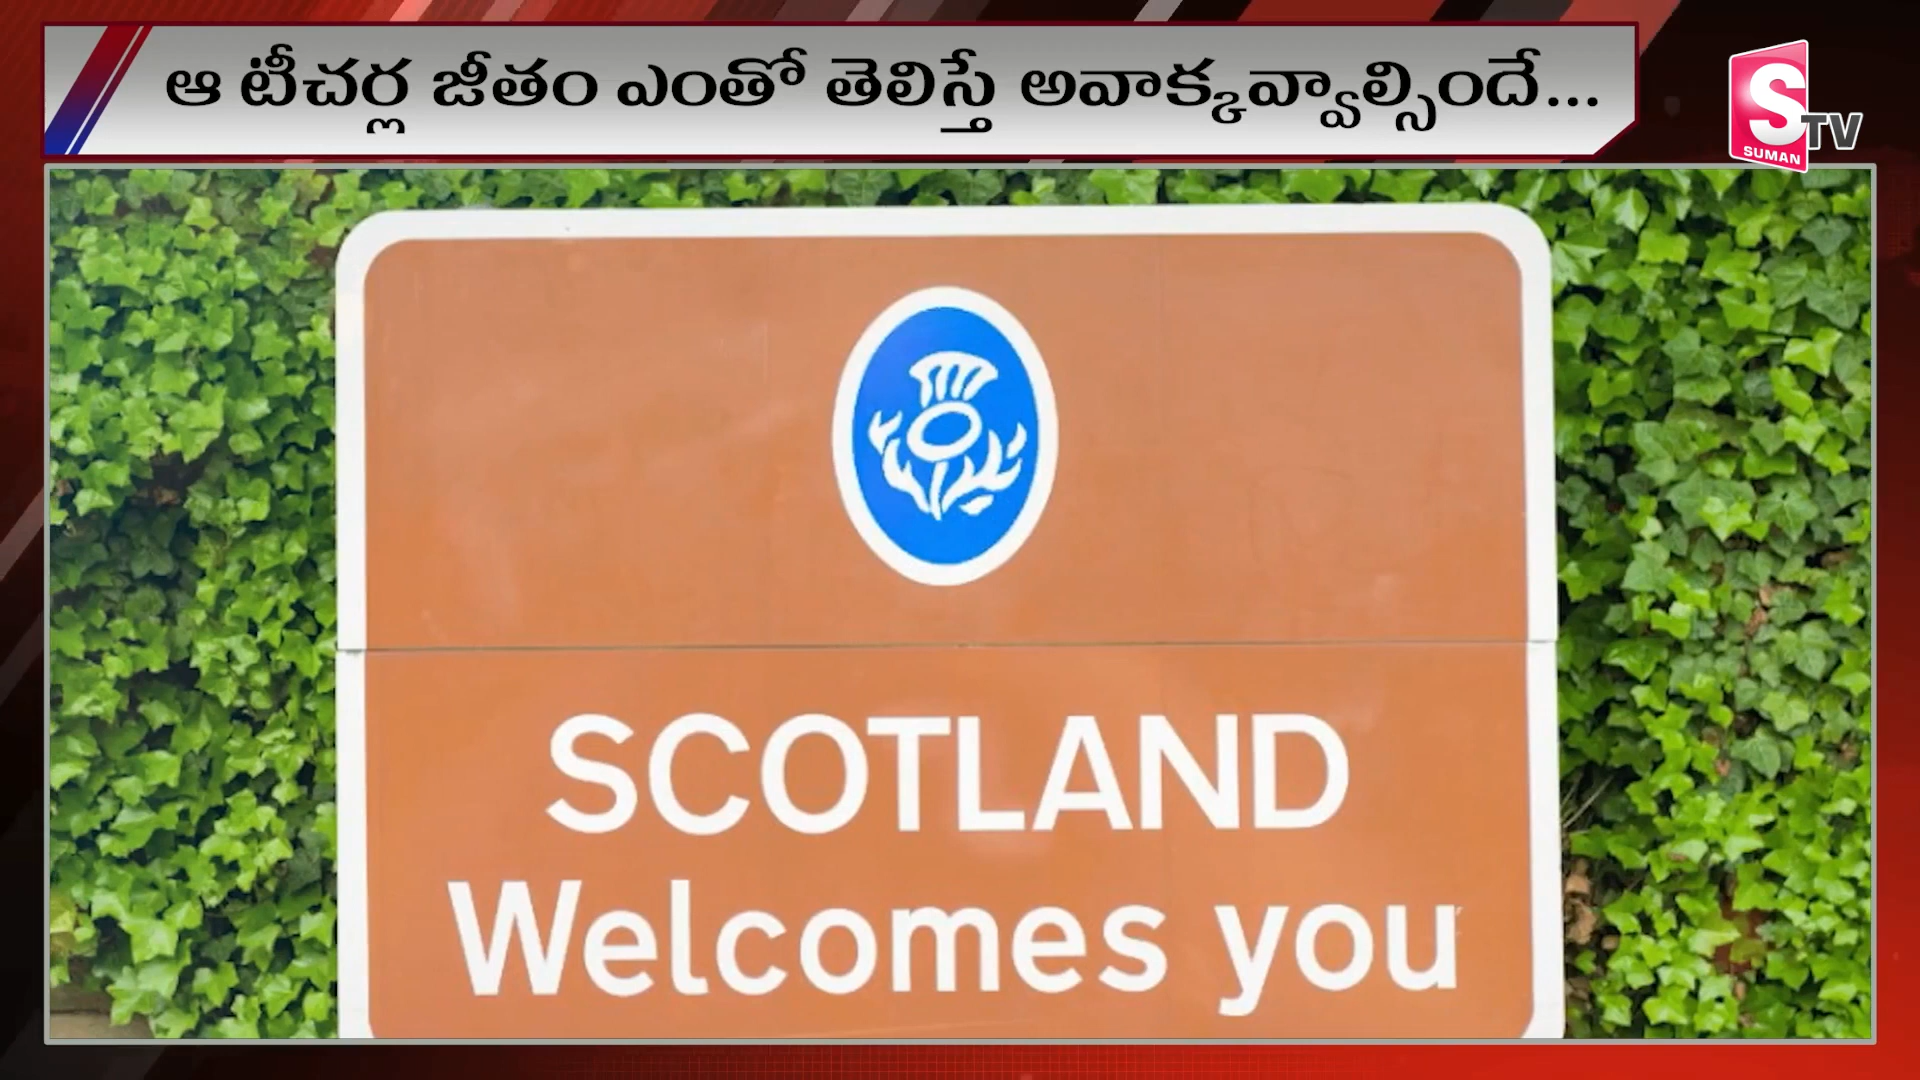 ఆ టీచర్ల జీతం ఎంతో తెలిస్తే అవాక్కవ్వాల్సిందే...
S TV
SUMAN
SCOTLAND
Welcomes you